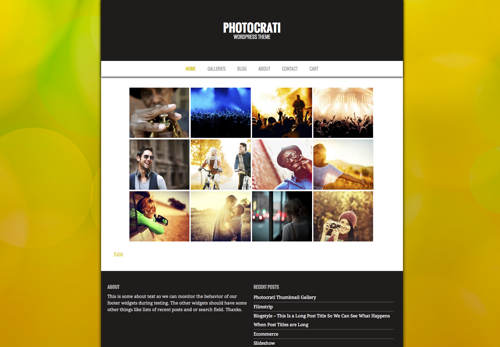 PHOTOCRATI
WORDPRESS THEME
HOME GALLERIES BLOG ABOUT CONTACT CART
ABOUT
This is some about text so we can monitor the behavior of our
footer widgets during testing. The other widgets should have some
other things like lists of recent posts and or search field. Thanks.
RECENT POSTS
Photocrati Thumbnail Gallery
Filmstrip
Blogstyle – This Is a Long Post Title So We Can See What Happens
When Post Titles are Long
Ecommerce
Slideshow